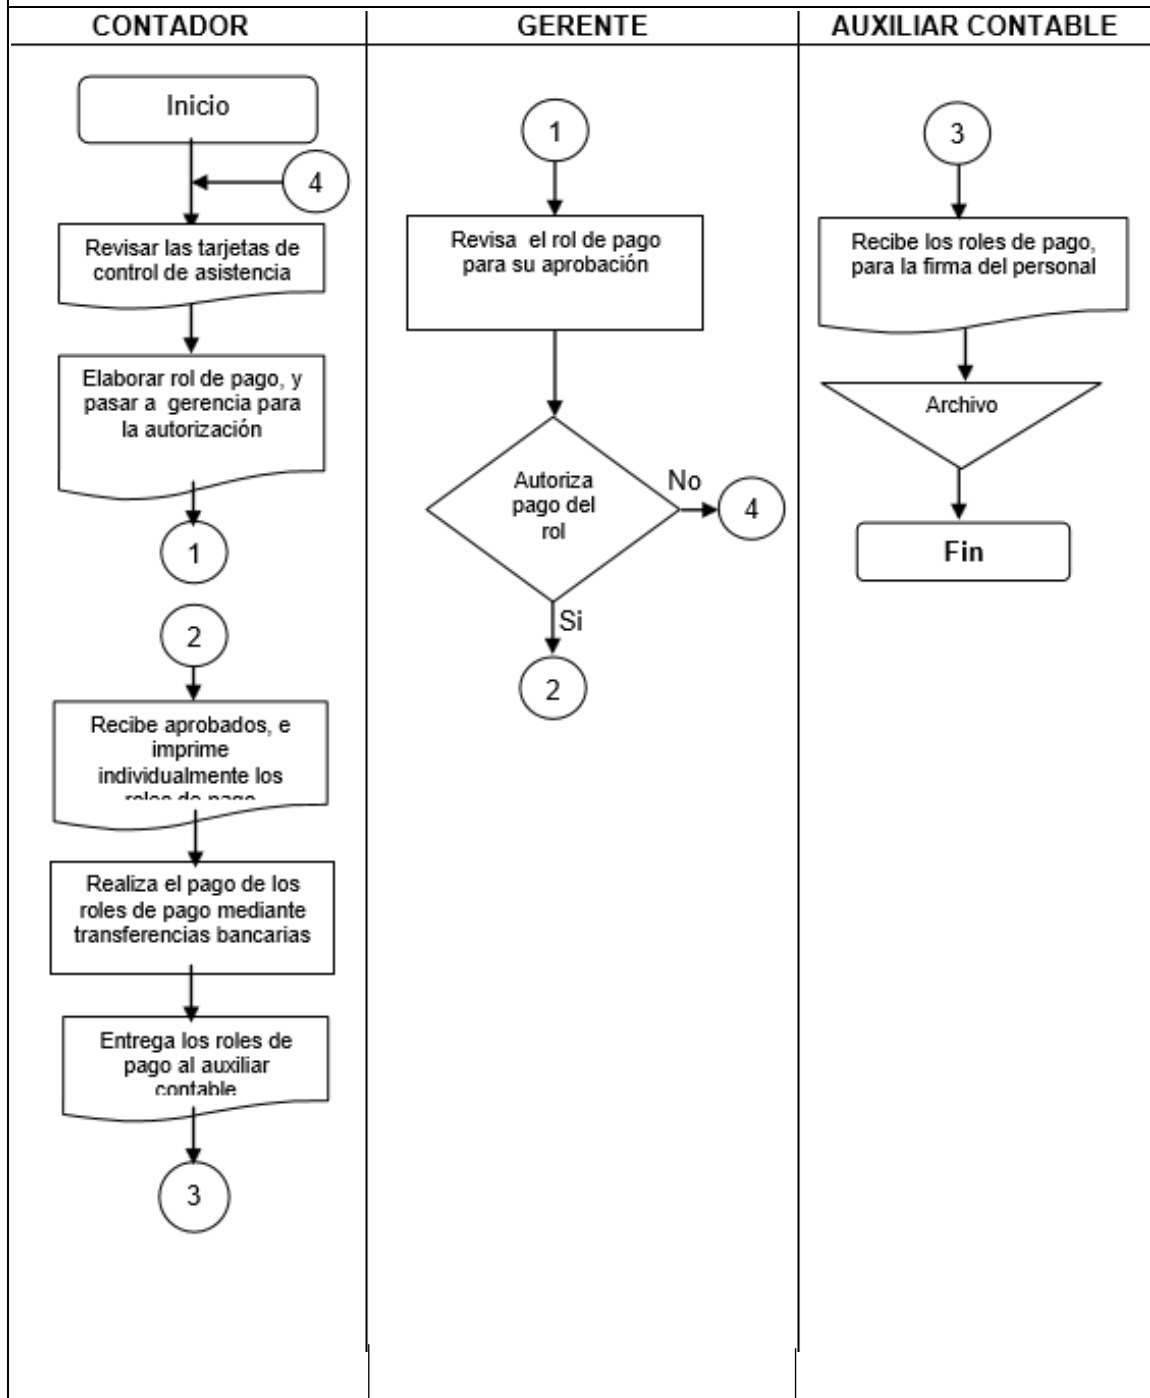 CONTADOR
GERENTE
AUXILIAR CONTABLE
Inicio
4
Revisar las tarjetas de
control de asistencia
Elaborar rol de pago, y
pasar a gerencia para
la autorización
1
2
Recibe aprobados, e
imprime
individualmente los
roles de pago
Realiza el pago de los
roles de pago mediante
transferencias bancarias
Entrega los roles de
pago al auxiliar
contable
3
1
Revisa el rol de pago
para su aprobación
Autoriza
pago del
rol
No
4
Si
2
3
Recibe los roles de pago,
para la firma del personal
Archivo
Fin